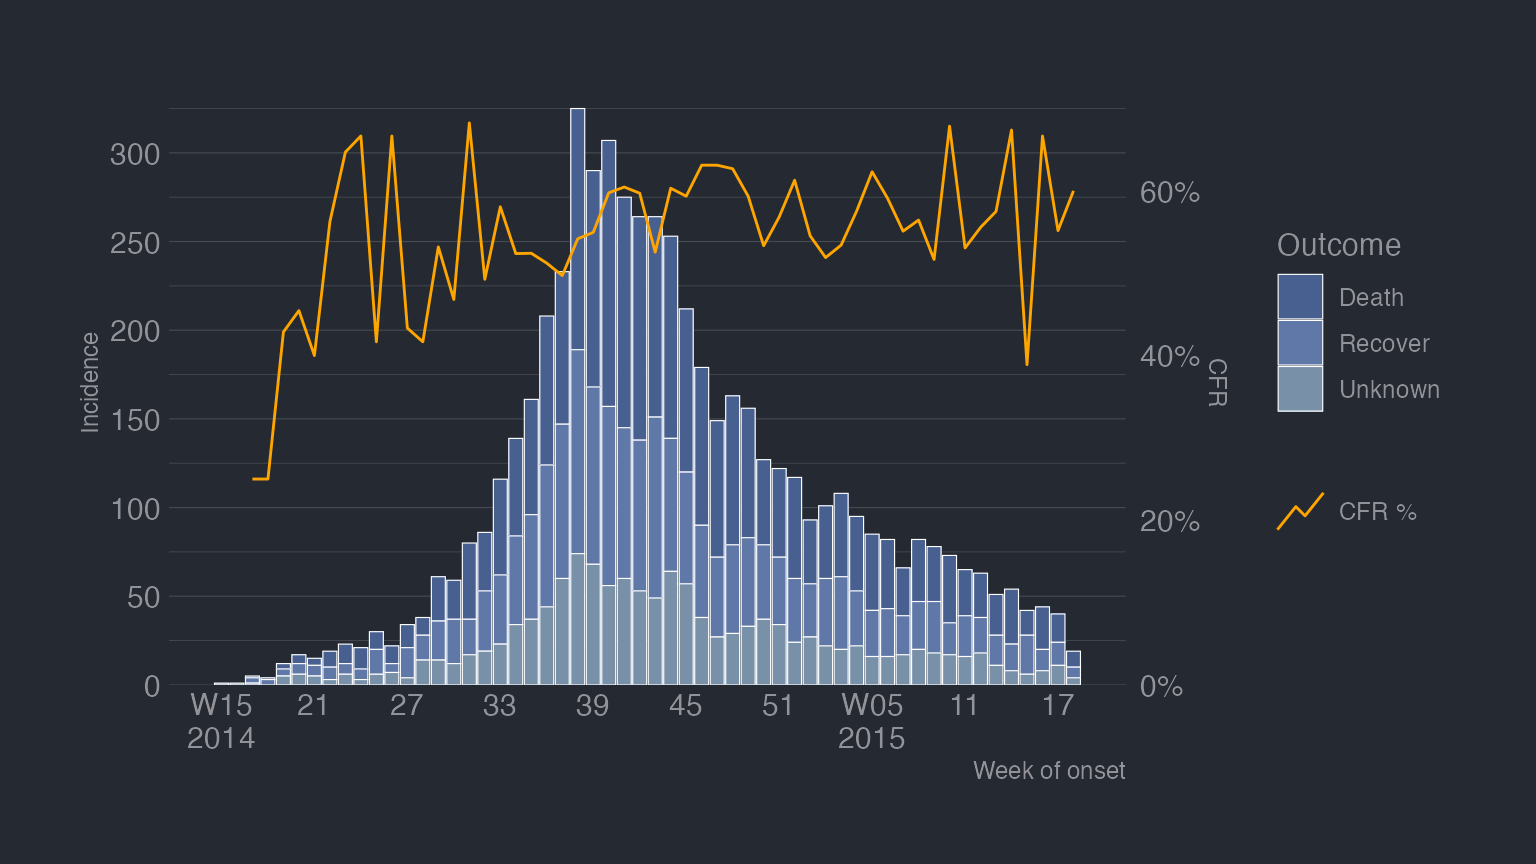 300
250
200
150
100
50
0
Incidence
60%
40%
20%
0%
CFR
W15 21 27 33 39 45 51 W05 11 17
2014 2015
Week of onset
Outcome
Death
Recover
Unknown
CFR %